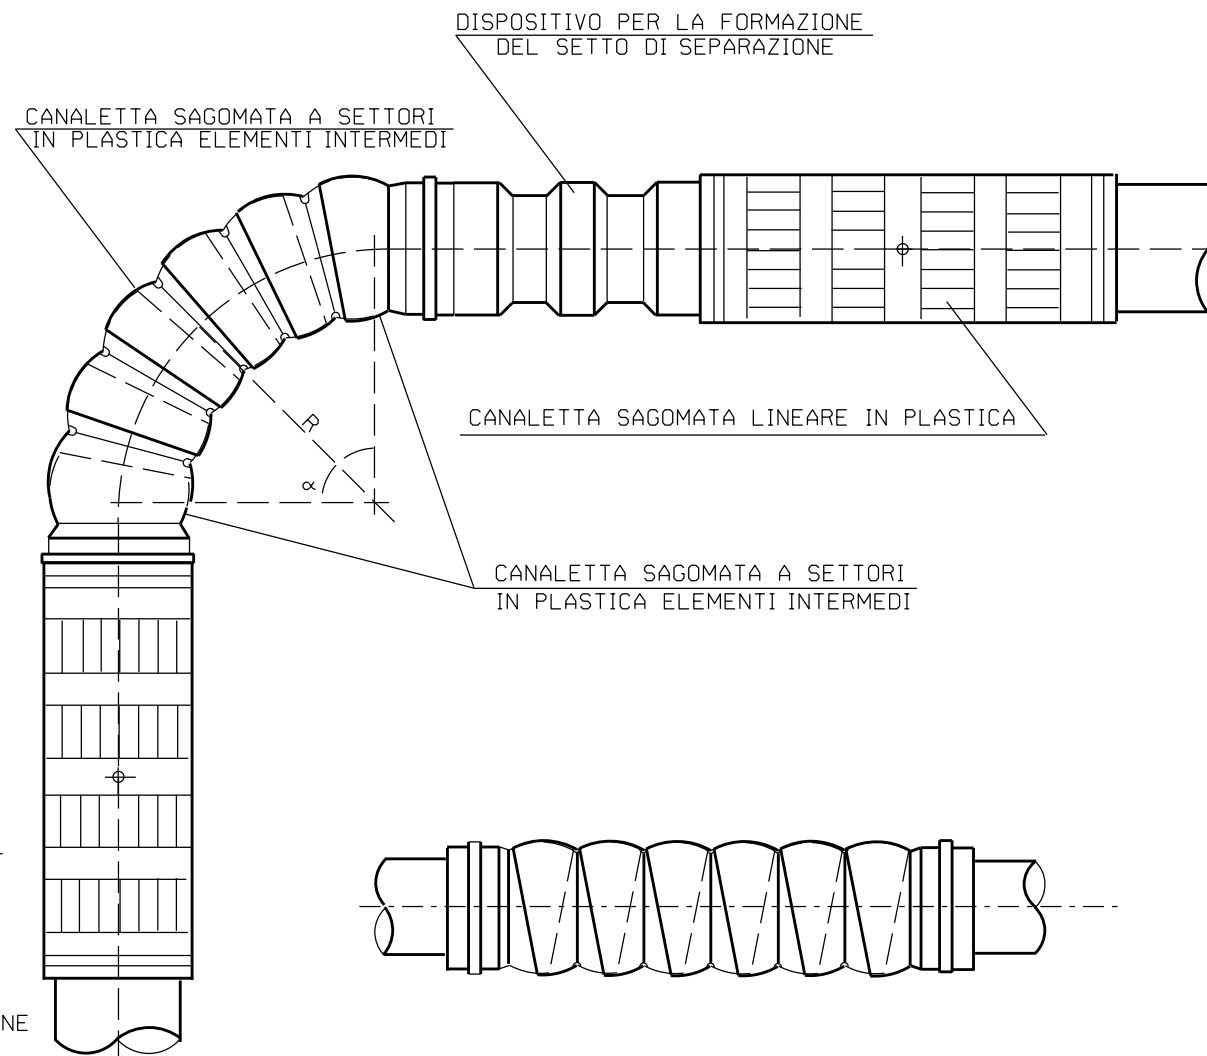 DISPOSITIVO PER LA FORMAZIONE
DEL SETTO DI SEPARAZIONE
CANALETTA SAGOMATA A SETTORI
IN PLASTICA ELEMENTI INTERMEDI
CANALETTA SAGOMATA LINEARE IN PLASTICA
R
α
CANALETTA SAGOMATA A SETTORI
IN PLASTICA ELEMENTI INTERMEDI
NE